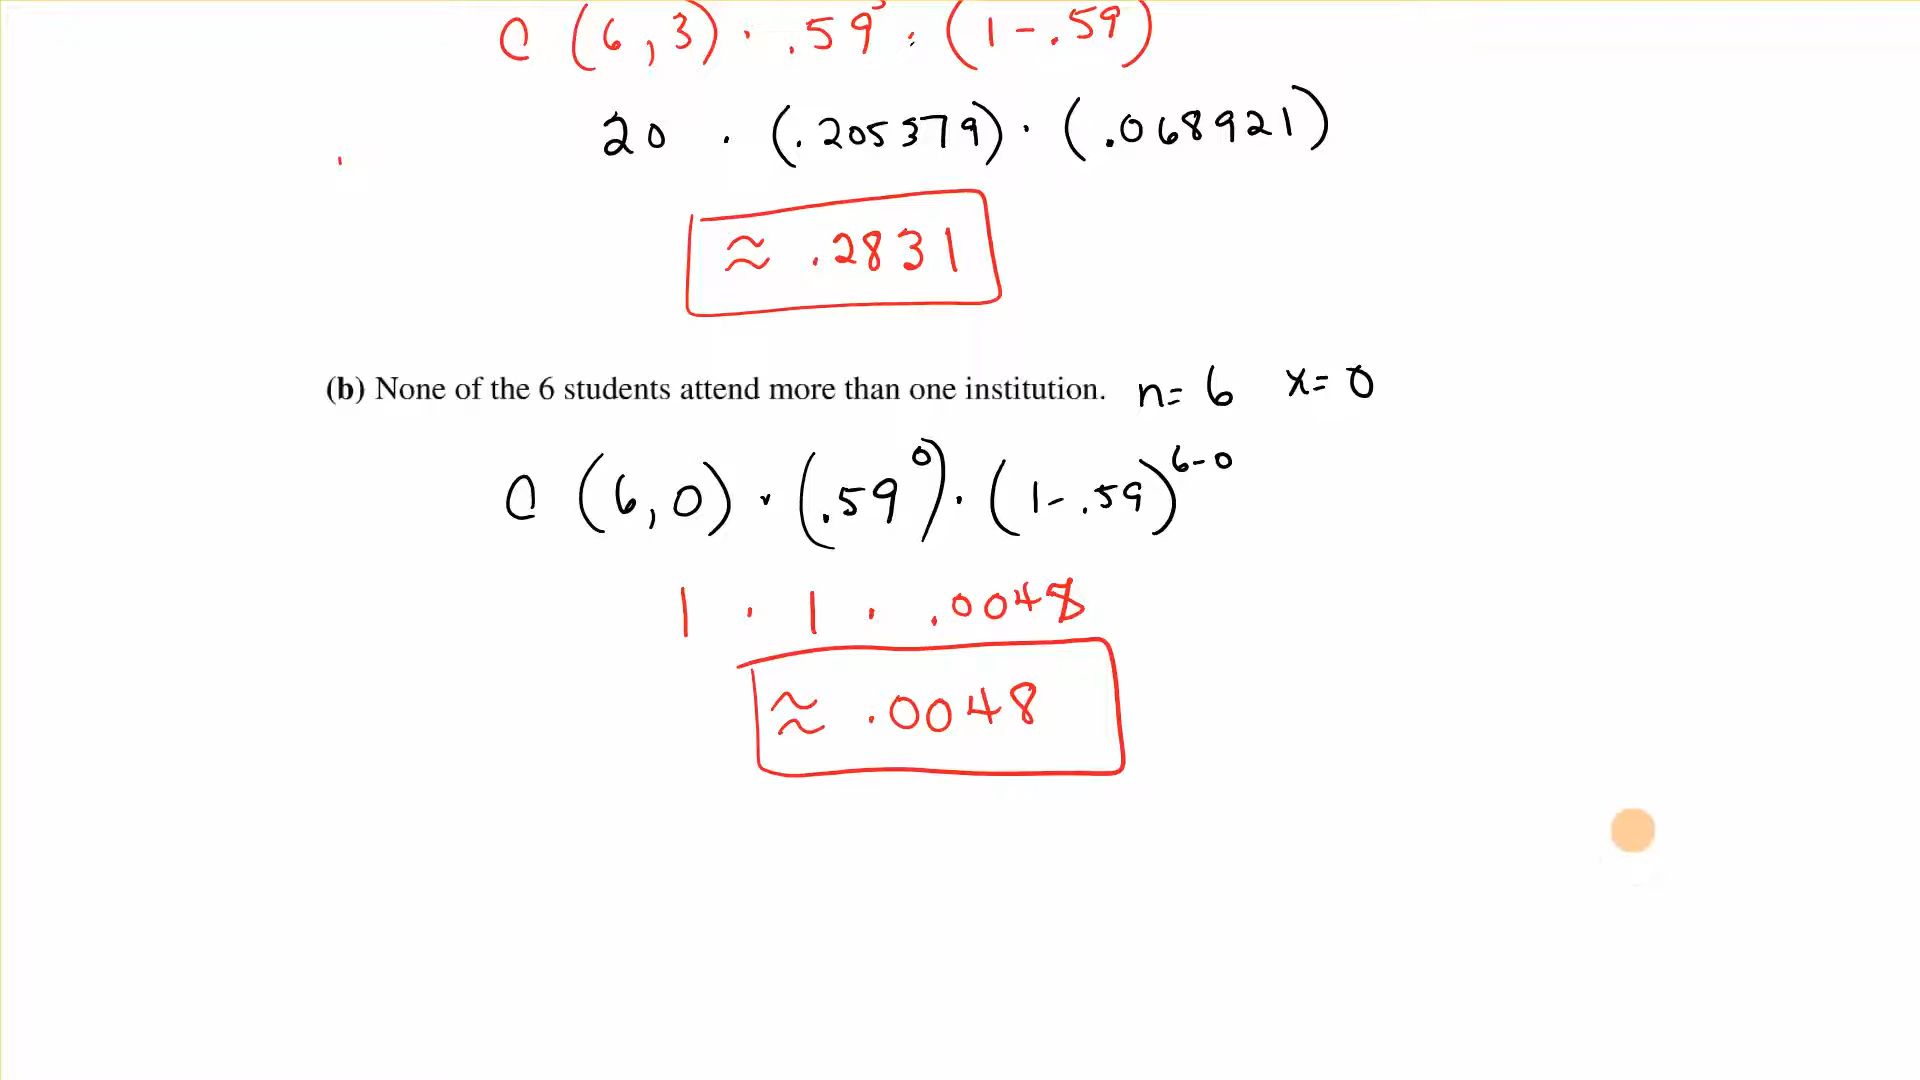 C (6,3) · .59³ · (1-.59)
20 · (.205379) · (.068921)
≈ .2831
(b) None of the 6 students attend more than one institution. n=6 x=0
C (6,0) · (.59⁰) · (1-.59)⁶⁻⁰
1 · 1 · .0048
≈ .0048